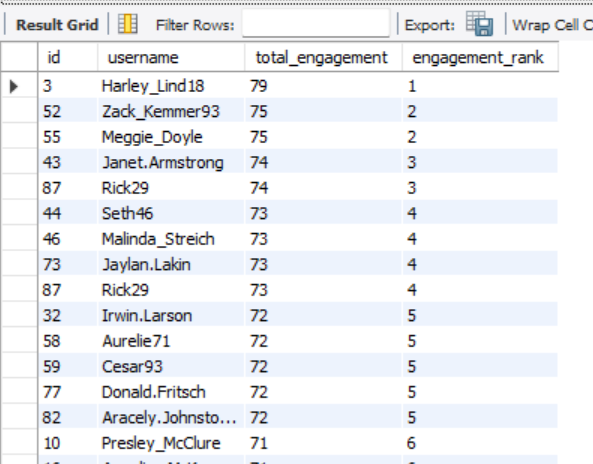 Result Grid Filter Rows: Export: Wrap Cell C
id username total_engagement engagement_rank
3 Harley_Lind18 79 1
52 Zack_Kemmer93 75 2
55 Meggie_Doyle 75 2
43 Janet.Armstrong 74 3
87 Rick29 74 3
44 Seth46 73 4
46 Malinda_Streich 73 4
73 Jaylan.Lakin 73 4
87 Rick29 73 4
32 Irwin.Larson 72 5
58 Aurelie71 72 5
59 Cesar93 72 5
77 Donald.Fritsch 72 5
82 Aracely.Johnsto... 72 5
10 Presley_McClure 71 6